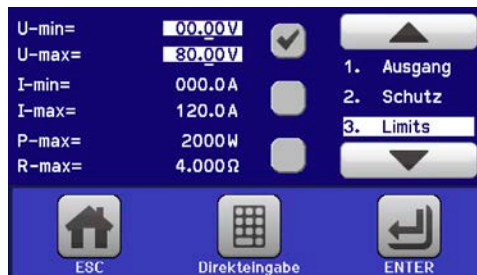 U-min= 00.00V
U-max= 80.00V
I-min= 000.0A
I-max= 120.0A
P-max= 2000W
R-max= 4.000Ω
1. Ausgang
2. Schutz
3. Limits
ESC
Direkteingabe
ENTER